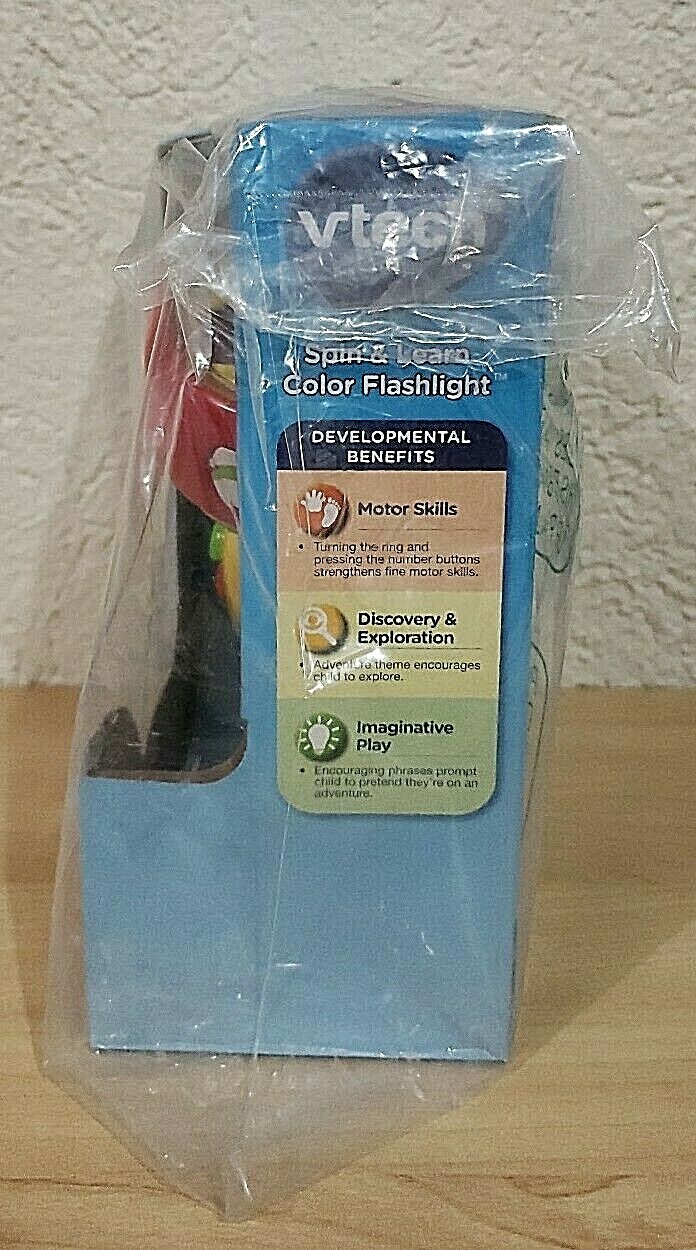 vtech
Spin & Learn
Color Flashlight™
DEVELOPMENTAL
BENEFITS
Motor Skills
• Turning the ring and
pressing the number buttons
strengthens fine motor skills.
Discovery &
Exploration
• Adventure theme encourages
child to explore.
Imaginative
Play
• Encouraging phrases prompt
child to pretend they're on an
adventure.